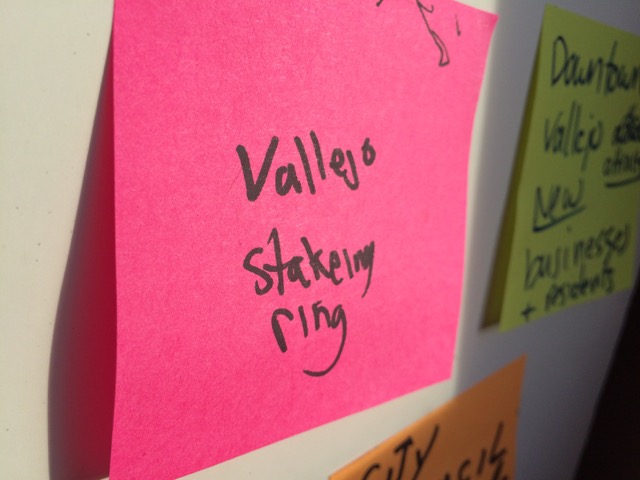 Vallejo
stakeing
ring
Downtown
Vallejo
New
businesses
+ residents
CITY